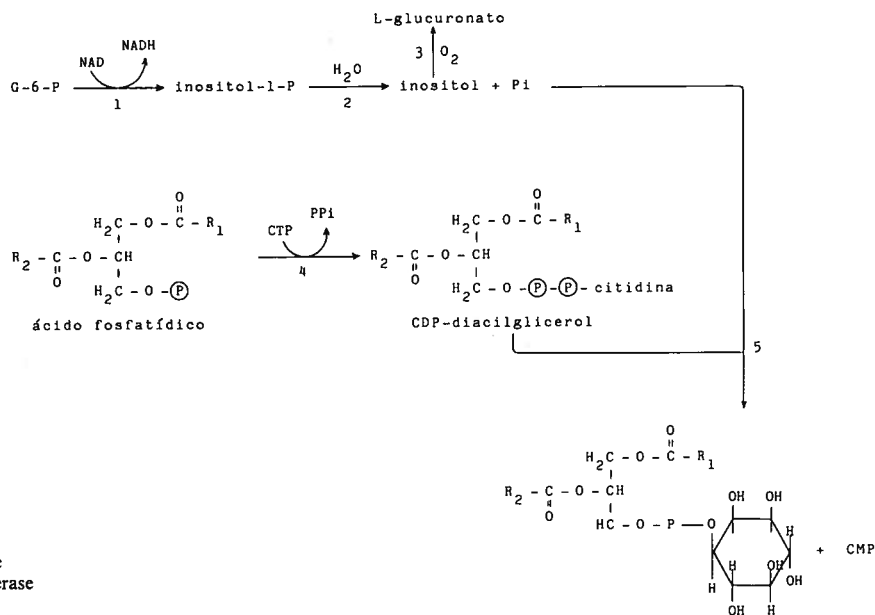 L-glucuronato
NAD NADH
3 O2
H2O
G-6-P inositol-1-P inositol + Pi
1 2
O
H2C - O - C - R1
R2 - C - O - CH
O
H2C - O - P
ácido fosfatídico
CTP PPi
4
O
H2C - O - C - R1
R2 - C - O - CH
O
H2C - O - P - P - citidina
CDP-diacilglicerol
5
O
H2C - O - C - R1
R2 - C - O - CH
O
HC - O - P - O
OH OH
H
H H OH
OH
H
OH H
+ CMP
erase